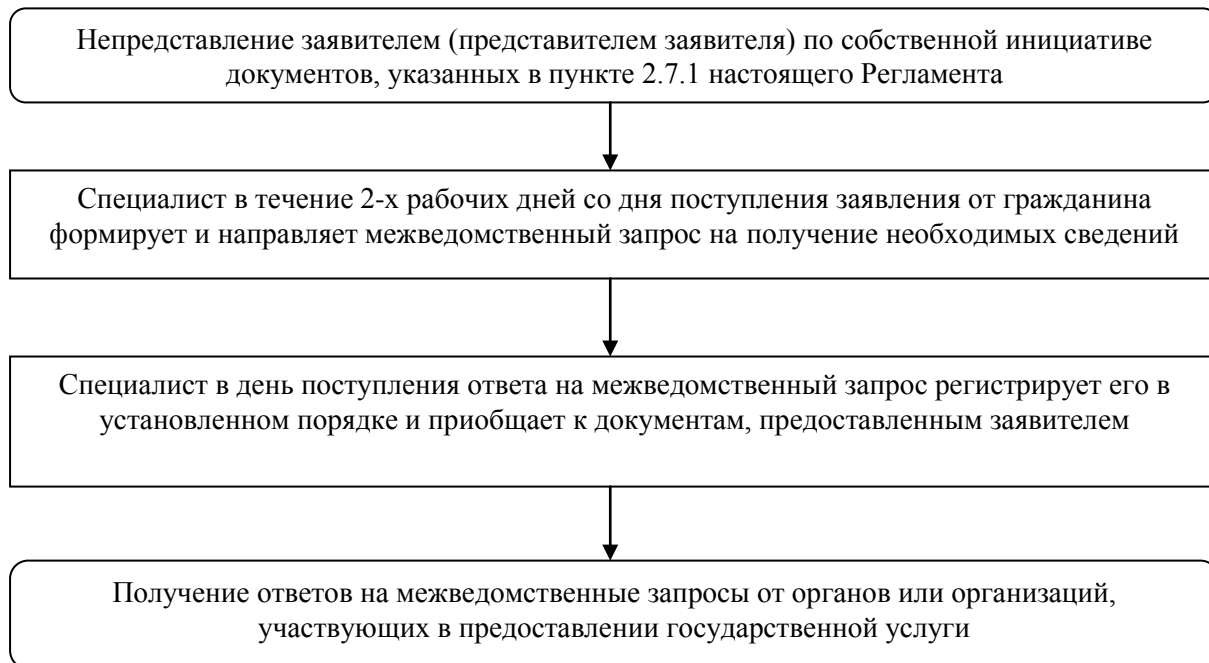 Непредставление заявителем (представителем заявителя) по собственной инициативе
документов, указанных в пункте 2.7.1 настоящего Регламента
Специалист в течение 2-х рабочих дней со дня поступления заявления от гражданина
формирует и направляет межведомственный запрос на получение необходимых сведений
Специалист в день поступления ответа на межведомственный запрос регистрирует его в
установленном порядке и приобщает к документам, предоставленным заявителем
Получение ответов на межведомственные запросы от органов или организаций,
участвующих в предоставлении государственной услуги